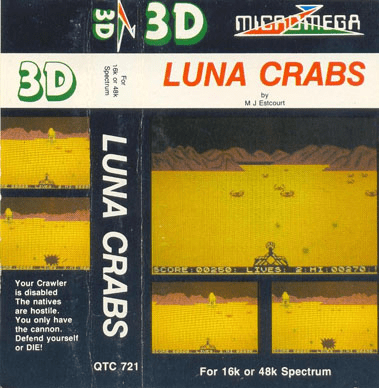 3D
Your Crawler
is disabled
The natives
are hostile.
You only have
the cannon.
Defend yourself
or DIE!
3D
For
16k or 48k
Spectrum
LUNA CRABS
QTC 721
3D
MICROMEGA
LUNA CRABS
by
M J Estcourt
SCORE:00250: LIVES: 2:HI:00270
For 16k or 48k Spectrum